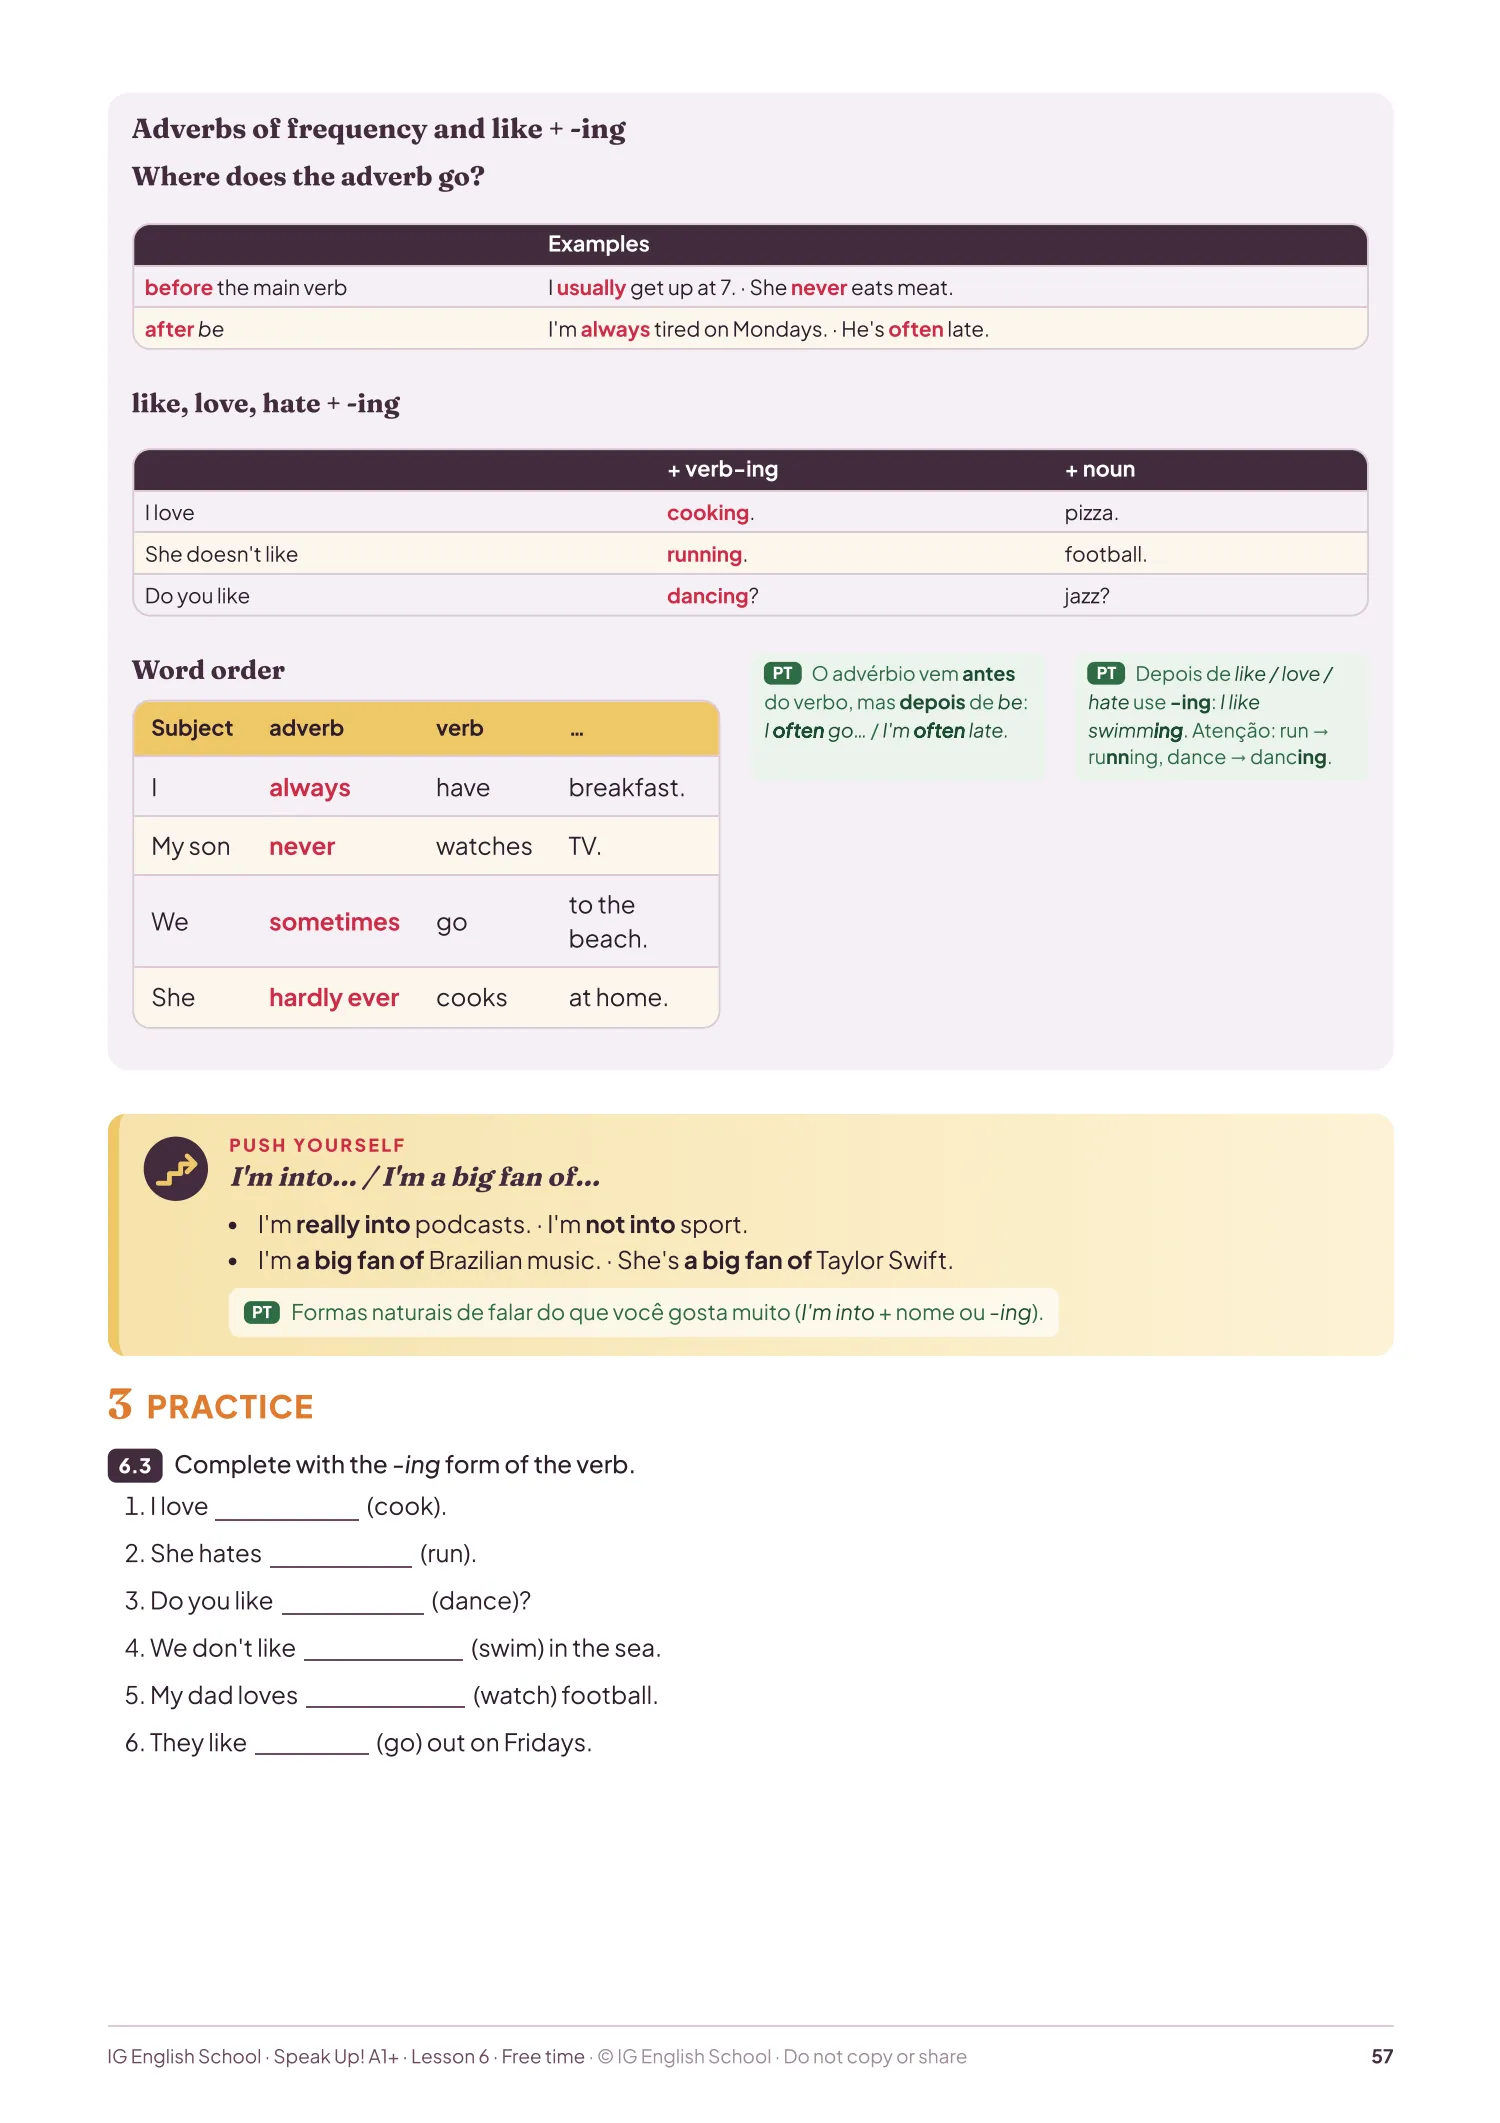 Adverbs of frequency and like + -ing
Where does the adverb go?
Examples
before the main verb I usually get up at 7. · She never eats meat.
after be I'm always tired on Mondays. · He's often late.
like, love, hate + -ing
+ verb-ing + noun
I love cooking. pizza.
She doesn't like running. football.
Do you like dancing? jazz?
Word order
Subject adverb verb ...
I always have breakfast.
My son never watches TV.
We sometimes go to the
beach.
She hardly ever cooks at home.
PT O advérbio vem antes
do verbo, mas depois de be:
I often go... / I'm often late.
PT Depois de like / love /
hate use -ing: I like
swimming. Atenção: run →
running, dance → dancing.
PUSH YOURSELF
I'm into... / I'm a big fan of...
• I'm really into podcasts. · I'm not into sport.
• I'm a big fan of Brazilian music. · She's a big fan of Taylor Swift.
PT Formas naturais de falar do que você gosta muito (I'm into + nome ou -ing).
3 PRACTICE
6.3 Complete with the -ing form of the verb.
1. I love ____________ (cook).
2. She hates ____________ (run).
3. Do you like ____________ (dance)?
4. We don't like ____________ (swim) in the sea.
5. My dad loves ____________ (watch) football.
6. They like __________ (go) out on Fridays.
IG English School · Speak Up! A1+ · Lesson 6 · Free time · © IG English School · Do not copy or share 57